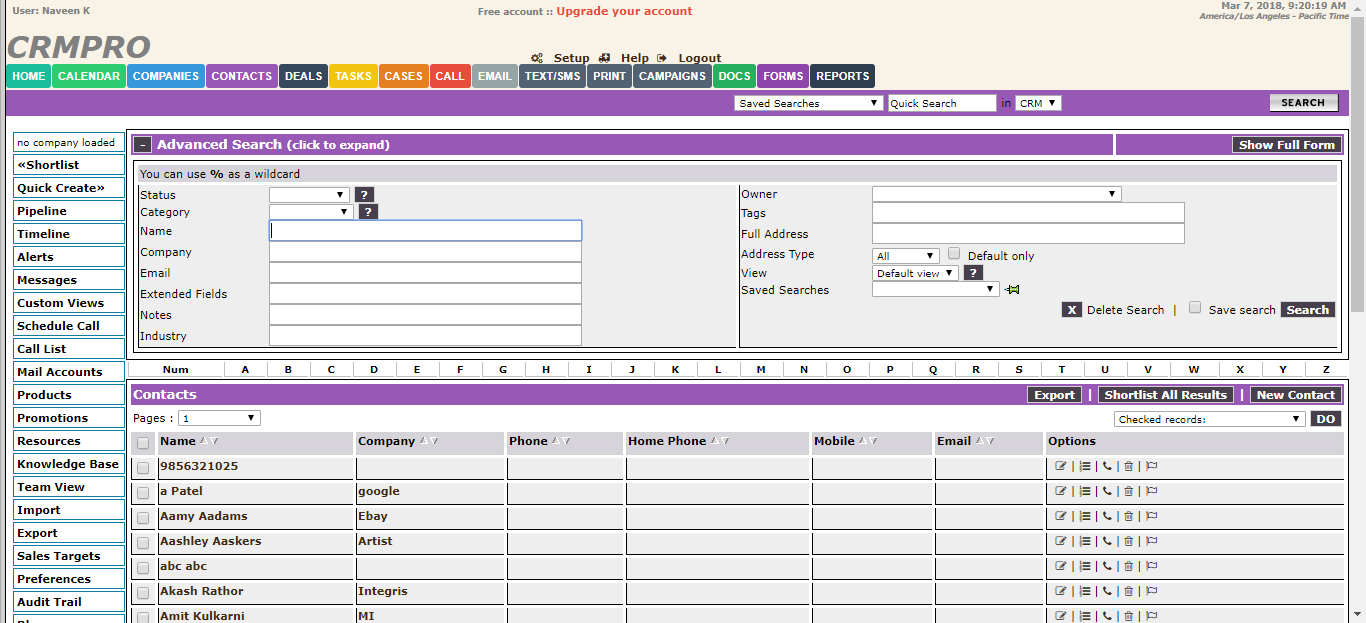 User: Naveen K
Free account :: Upgrade your account
Mar 7, 2018, 9:20:19 AM
America/Los Angeles - Pacific Time
CRMPRO
Setup Help Logout
HOME CALENDAR COMPANIES CONTACTS DEALS TASKS CASES CALL EMAIL TEXT/SMS PRINT CAMPAIGNS DOCS FORMS REPORTS
Saved Searches Quick Search in CRM SEARCH
no company loaded
«Shortlist
Quick Create»
Pipeline
Timeline
Alerts
Messages
Custom Views
Schedule Call
Call List
Mail Accounts
Products
Promotions
Resources
Knowledge Base
Team View
Import
Export
Sales Targets
Preferences
Audit Trail
- Advanced Search (click to expand) Show Full Form
You can use % as a wildcard
Status ?
Category ?
Name
Company
Email
Extended Fields
Notes
Industry
Owner
Tags
Full Address
Address Type All Default only
View Default view ?
Saved Searches
X Delete Search | Save search Search
Num A B C D E F G H I J K L M N O P Q R S T U V W X Y Z
Contacts Export | Shortlist All Results | New Contact
Pages : 1 Checked records: DO
Name Company Phone Home Phone Mobile Email Options
9856321025 | | | |
a Patel google | | | |
Aamy Aadams Ebay | | | |
Aashley Aaskers Artist | | | |
abc abc | | | |
Akash Rathor Integris | | | |
Amit Kulkarni MI | | | |